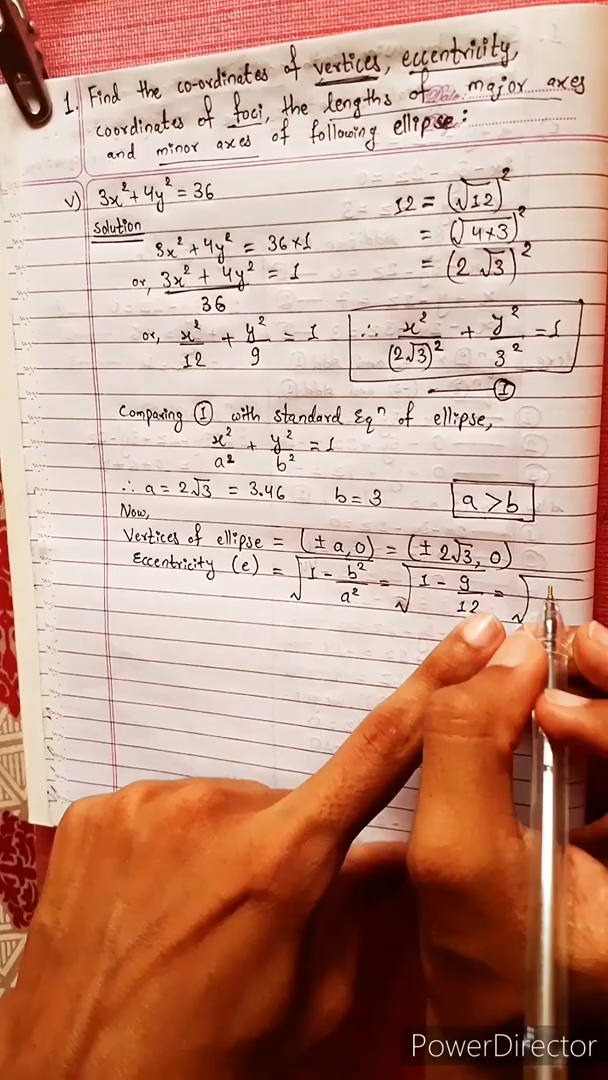 1. Find the co-ordinates of vertices, eccentricity,
coordinates of foci, the lengths of major axes
and minor axes of following ellipse:
v) 3x² + 4y² = 36
Solution
3x² + 4y² = 36×1
or, 3x² + 4y² / 36 = 1
or, x²/12 + y²/9 = 1
12 = (√12)²
= (√4×3)²
= (2√3)²
∴ x²/(2√3)² + y²/3² = 1
I
Comparing I with standard Eqⁿ of ellipse,
x²/a² + y²/b² = 1
∴ a = 2√3 = 3.46 b = 3 a > b
Now,
Vertices of ellipse = (± a, 0) = (± 2√3, 0)
Eccentricity (e) = √1 - b²/a² = √1 - 9/12 = √
PowerDirector